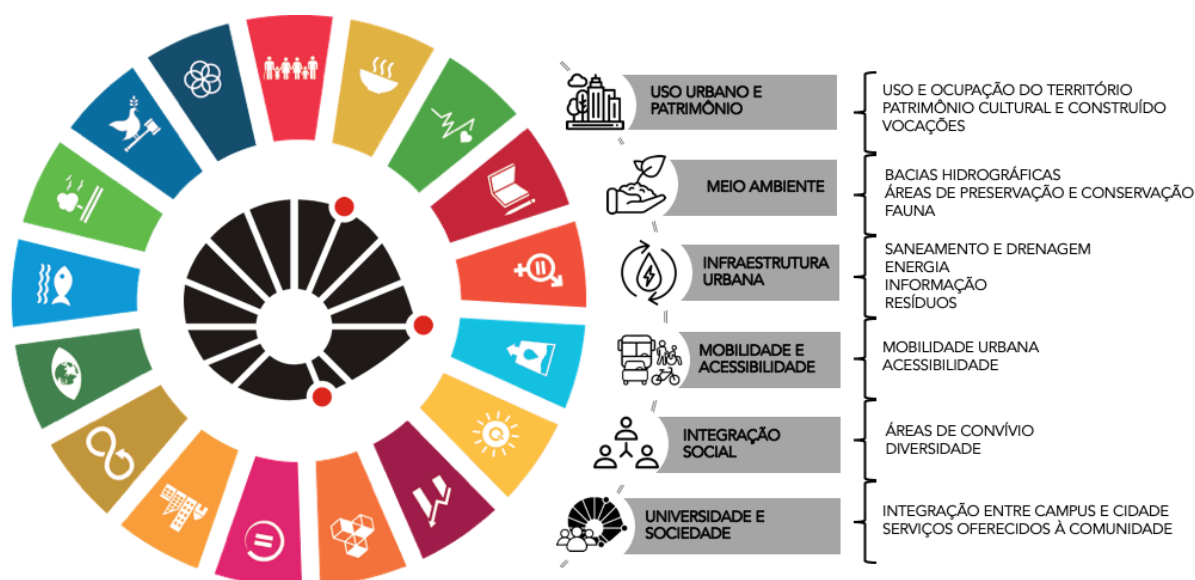 USO URBANO E
PATRIMÔNIO
USO E OCUPAÇÃO DO TERRITÓRIO
PATRIMÔNIO CULTURAL E CONSTRUÍDO
VOCAÇÕES
MEIO AMBIENTE
BACIAS HIDROGRÁFICAS
ÁREAS DE PRESERVAÇÃO E CONSERVAÇÃO
FAUNA
INFRAESTRUTURA
URBANA
SANEAMENTO E DRENAGEM
ENERGIA
INFORMAÇÃO
RESÍDUOS
MOBILIDADE E
ACESSIBILIDADE
MOBILIDADE URBANA
ACESSIBILIDADE
INTEGRAÇÃO
SOCIAL
ÁREAS DE CONVÍVIO
DIVERSIDADE
UNIVERSIDADE E
SOCIEDADE
INTEGRAÇÃO ENTRE CAMPUS E CIDADE
SERVIÇOS OFERECIDOS À COMUNIDADE